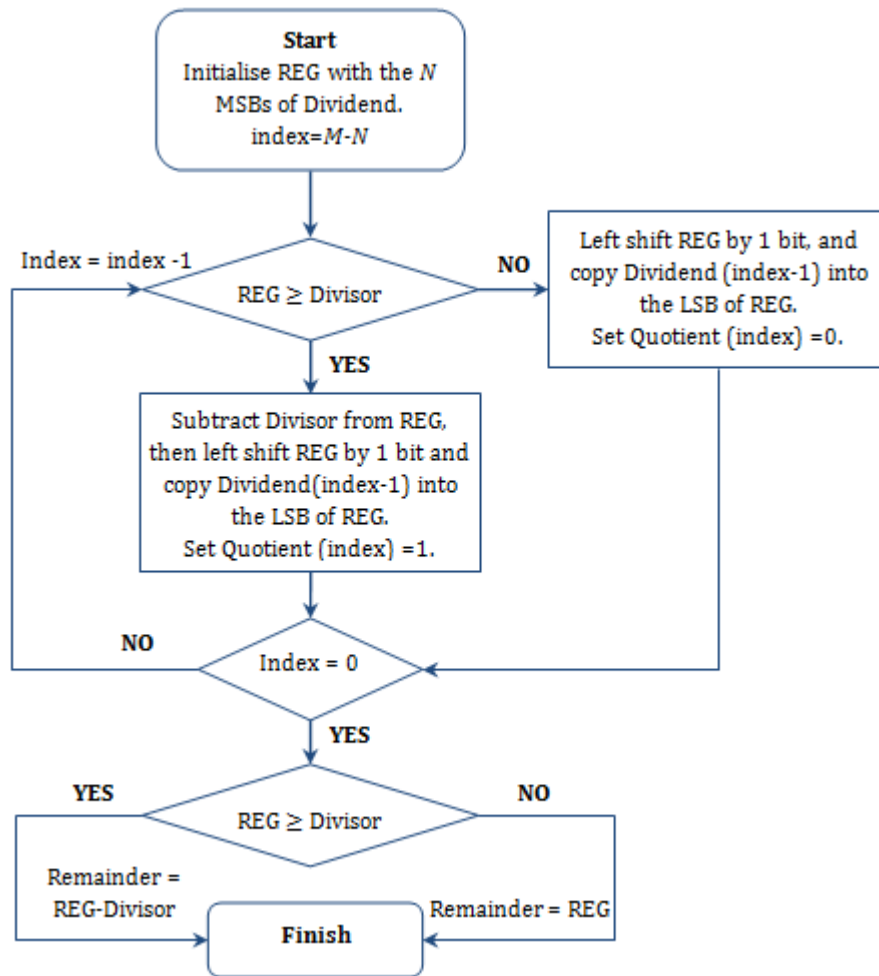 Start
Initialise REG with the N
MSBs of Dividend.
index=M-N
Index = index -1
REG ≥ Divisor
NO
Left shift REG by 1 bit, and
copy Dividend (index-1) into
the LSB of REG.
Set Quotient (index) =0.
YES
Subtract Divisor from REG,
then left shift REG by 1 bit and
copy Dividend(index-1) into
the LSB of REG.
Set Quotient (index) =1.
NO
Index = 0
YES
YES
REG ≥ Divisor
NO
Remainder =
REG-Divisor
Finish
Remainder = REG